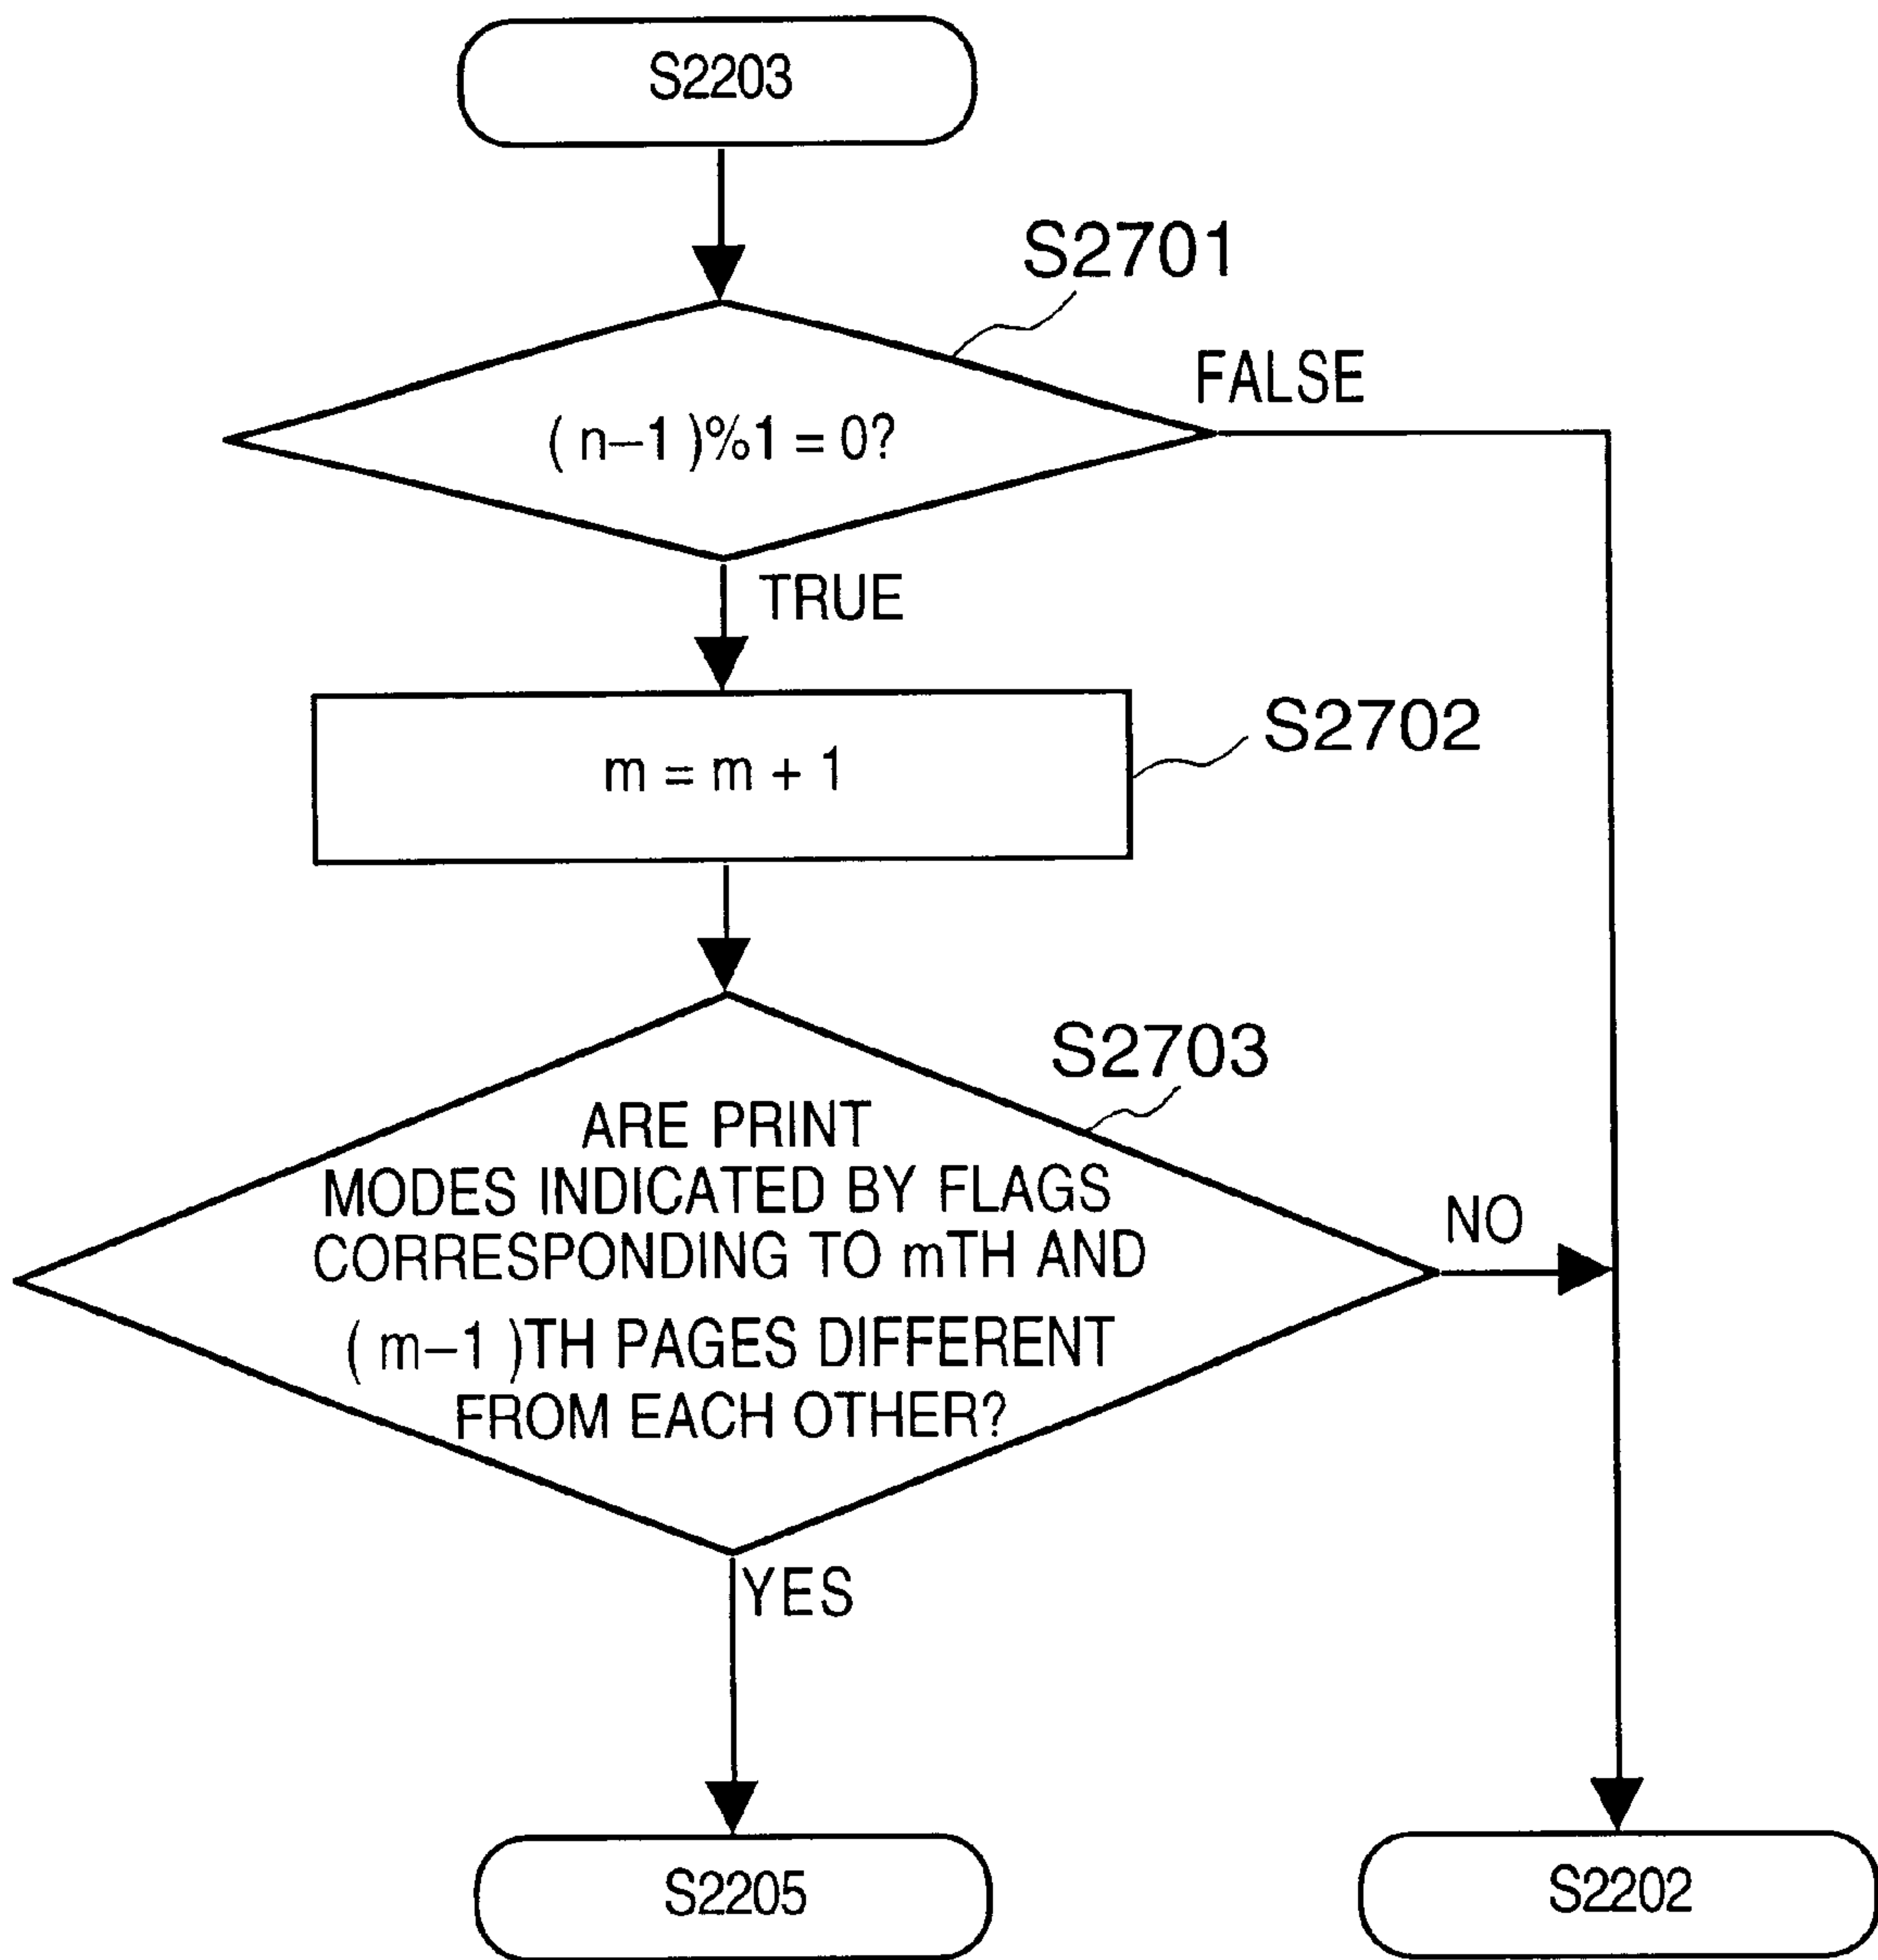 S2203
S2701
FALSE
( n–1 )%1 = 0?
TRUE
S2702
m = m + 1
S2703
ARE PRINT
MODES INDICATED BY FLAGS
CORRESPONDING TO mTH AND
( m–1 )TH PAGES DIFFERENT
FROM EACH OTHER?
NO
YES
S2205
S2202